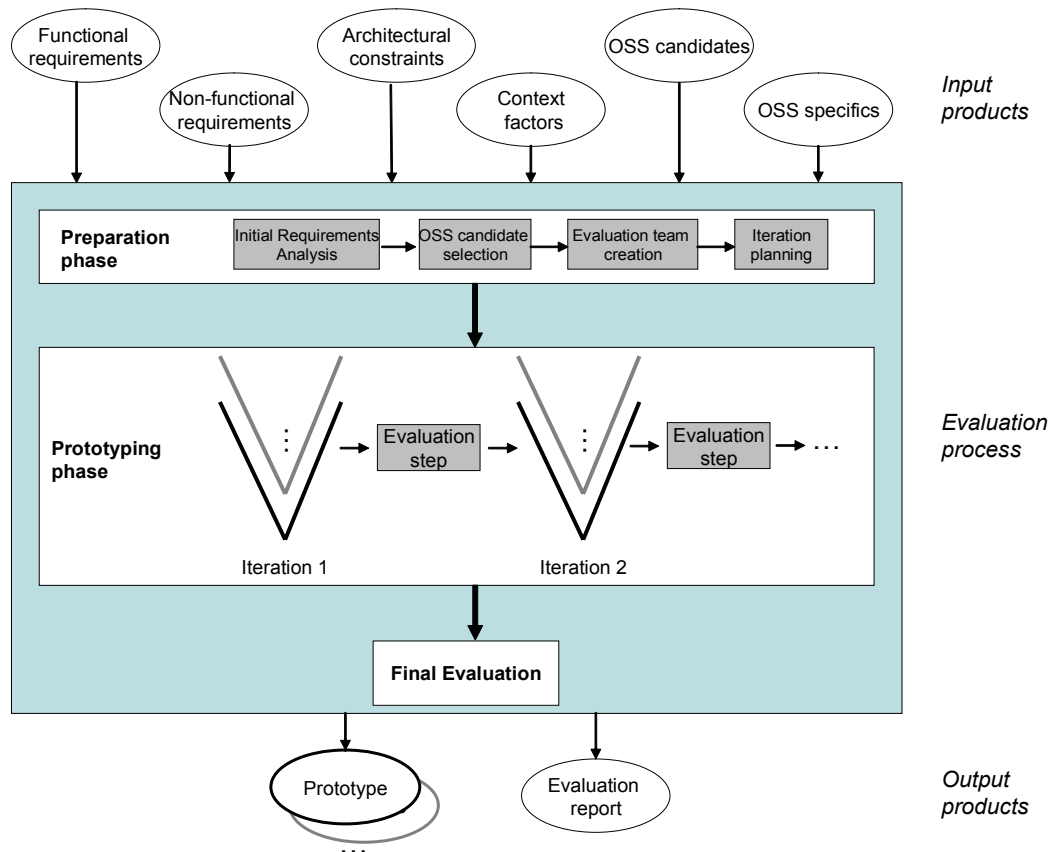 Functional
requirements
Architectural
constraints
OSS candidates
Non-functional
requirements
Context
factors
OSS specifics
Input
products
Preparation
phase
Initial Requirements
Analysis
OSS candidate
selection
Evaluation team
creation
Iteration
planning
Prototyping
phase
...
Evaluation
step
...
Evaluation
step
...
Iteration 1
Iteration 2
Evaluation
process
Final Evaluation
Prototype
...
Evaluation
report
Output
products